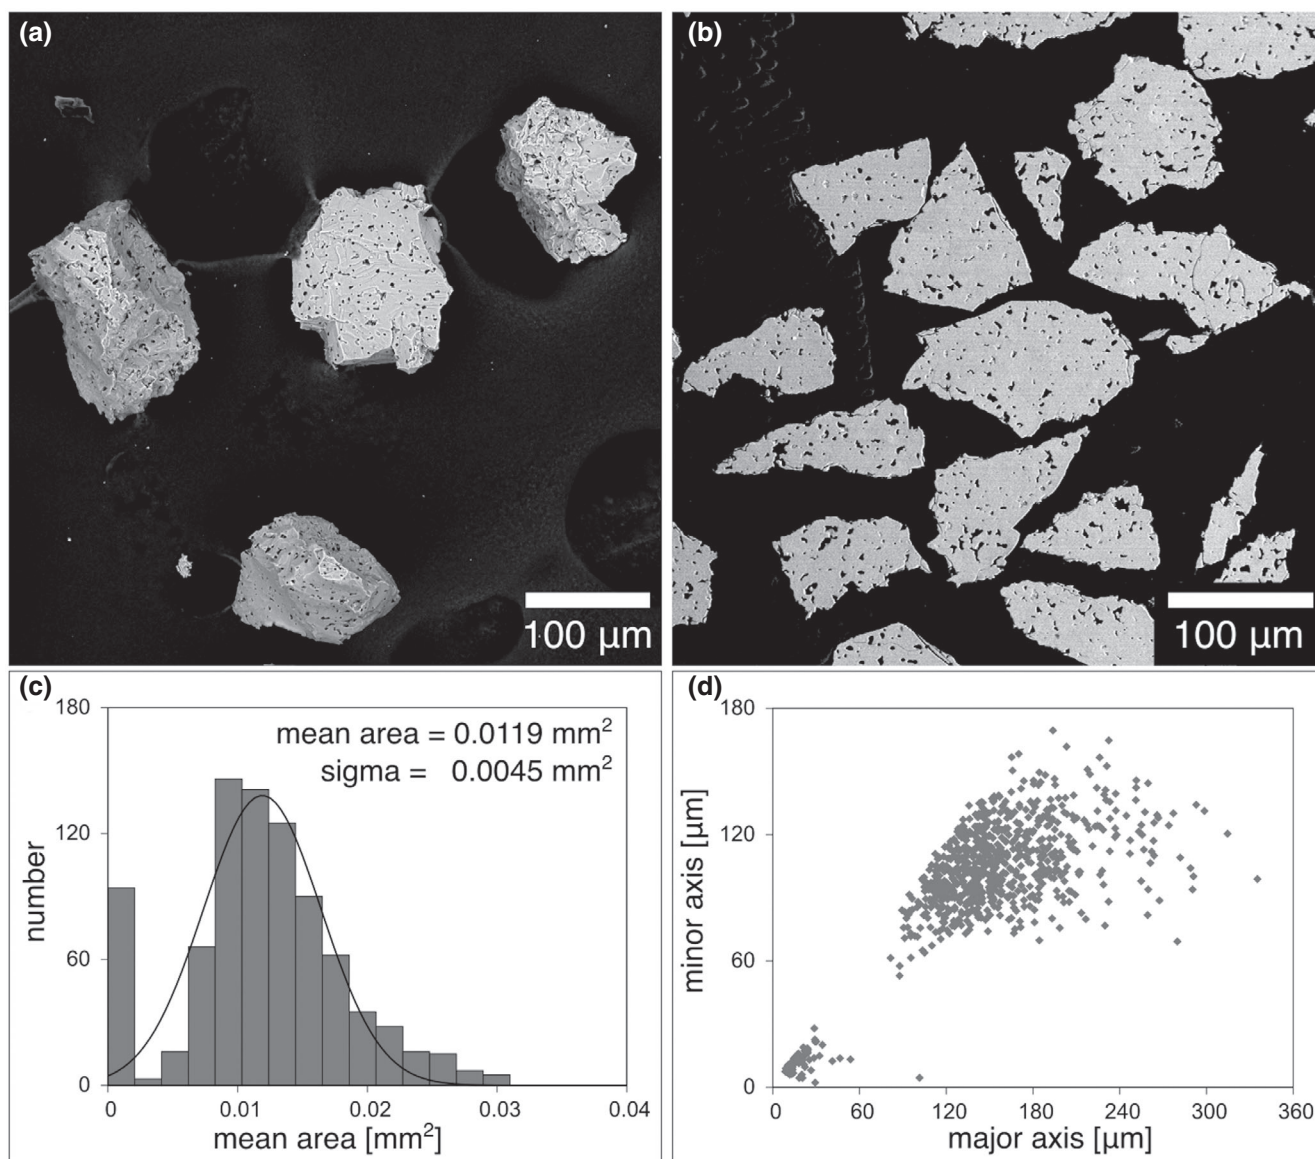 (a)
100 µm
(b)
100 µm
(c)
180
120
60
0
number
mean area = 0.0119 mm²
sigma = 0.0045 mm²
0 0.01 0.02 0.03 0.04
mean area [mm²]
(d)
180
120
60
0
minor axis [µm]
0 60 120 180 240 300 360
major axis [µm]